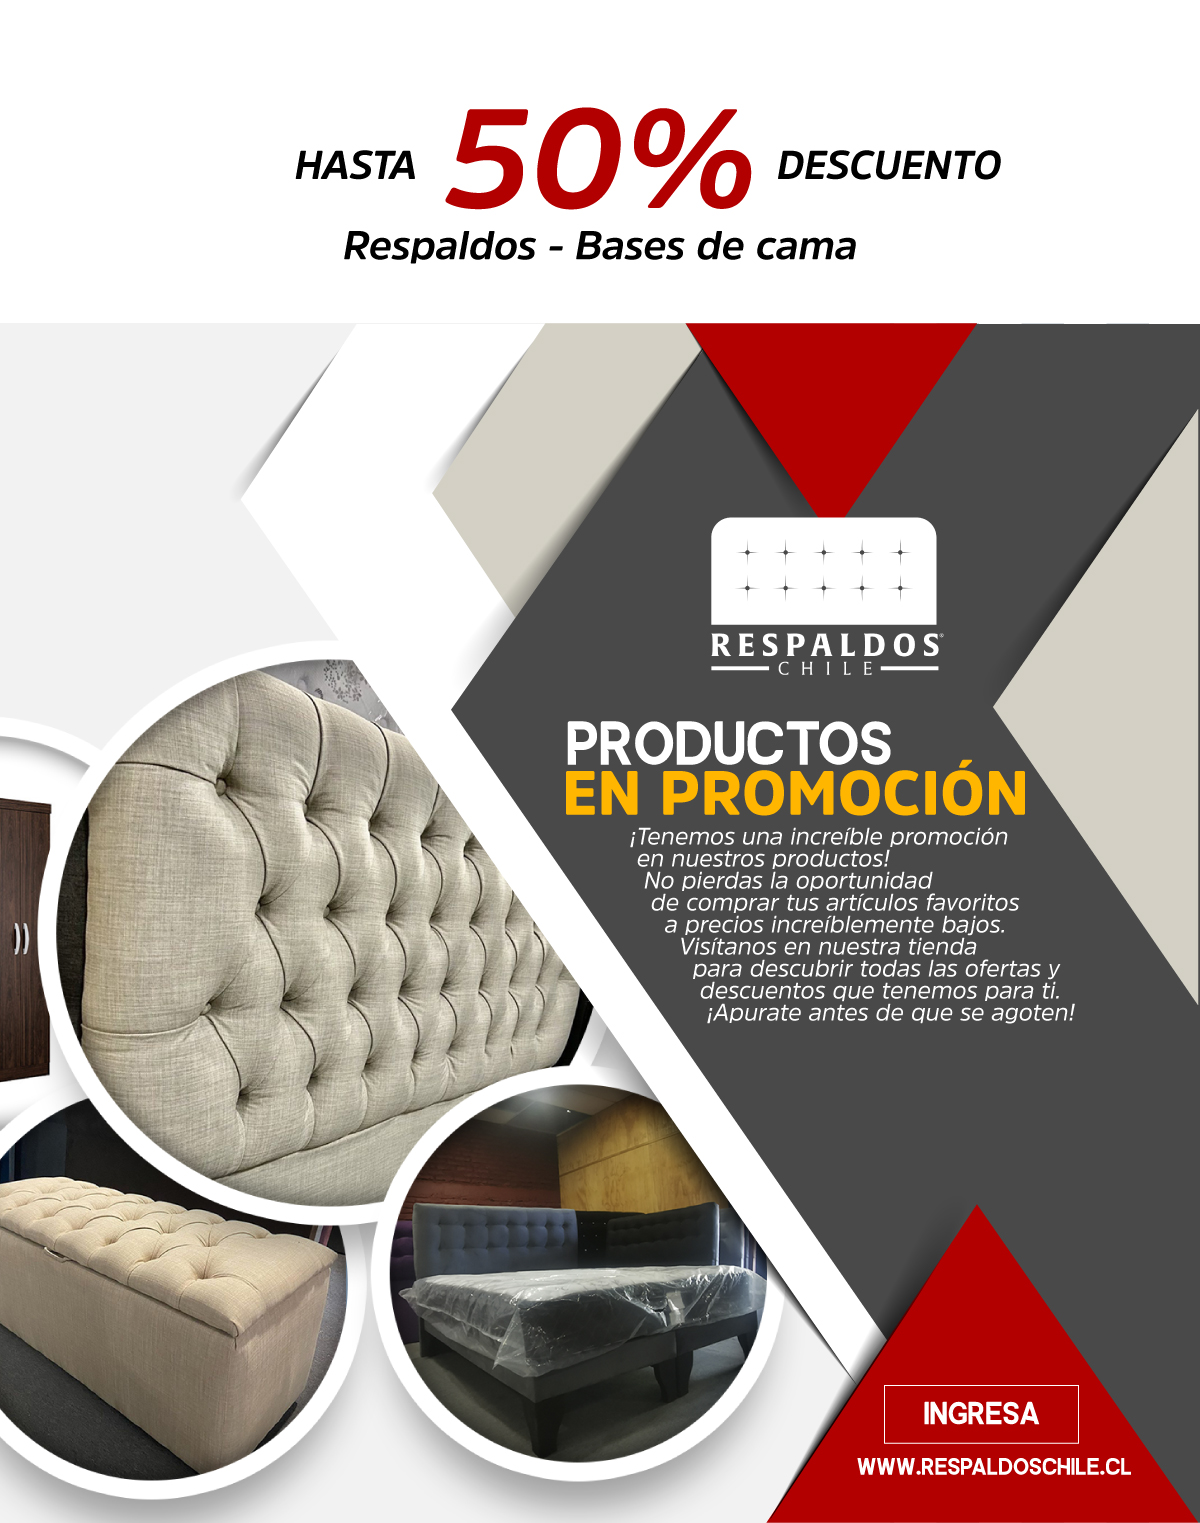 HASTA 50% DESCUENTO
Respaldos - Bases de cama
RESPALDOS®
CHILE
PRODUCTOS
EN PROMOCIÓN
¡Tenemos una increíble promoción
en nuestros productos!
No pierdas la oportunidad
de comprar tus artículos favoritos
a precios increíblemente bajos.
Visítanos en nuestra tienda
para descubrir todas las ofertas y
descuentos que tenemos para ti.
¡Apurate antes de que se agoten!
INGRESA
WWW.RESPALDOSCHILE.CL